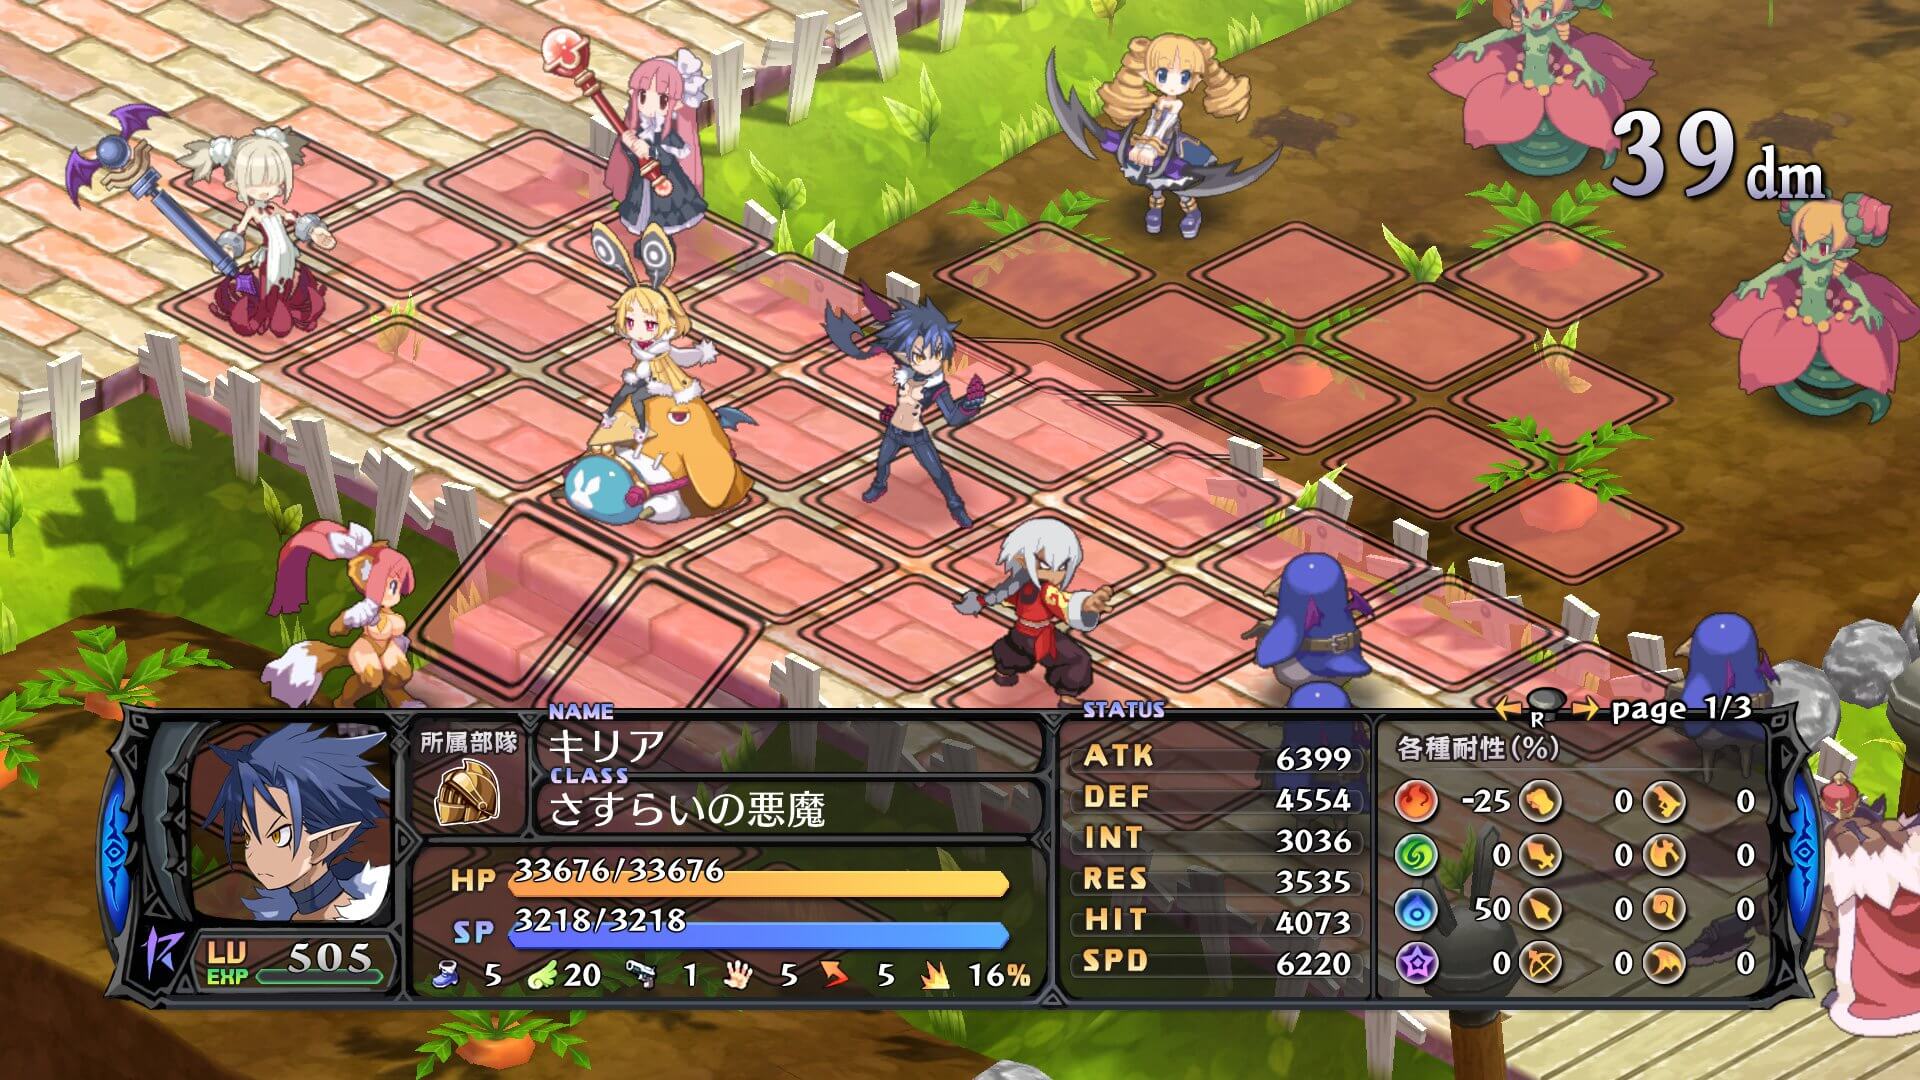 39 dm
R page 1/3
所属部隊
NAME
キリア
CLASS
さすらいの悪魔
HP 33676/33676
SP 3218/3218
LV 505
EXP
5 20 1 5 5 16%
STATUS
ATK 6399
DEF 4554
INT 3036
RES 3535
HIT 4073
SPD 6220
各種耐性(%)
-25 0 0
0 0 0
50 0 0
0 0 0